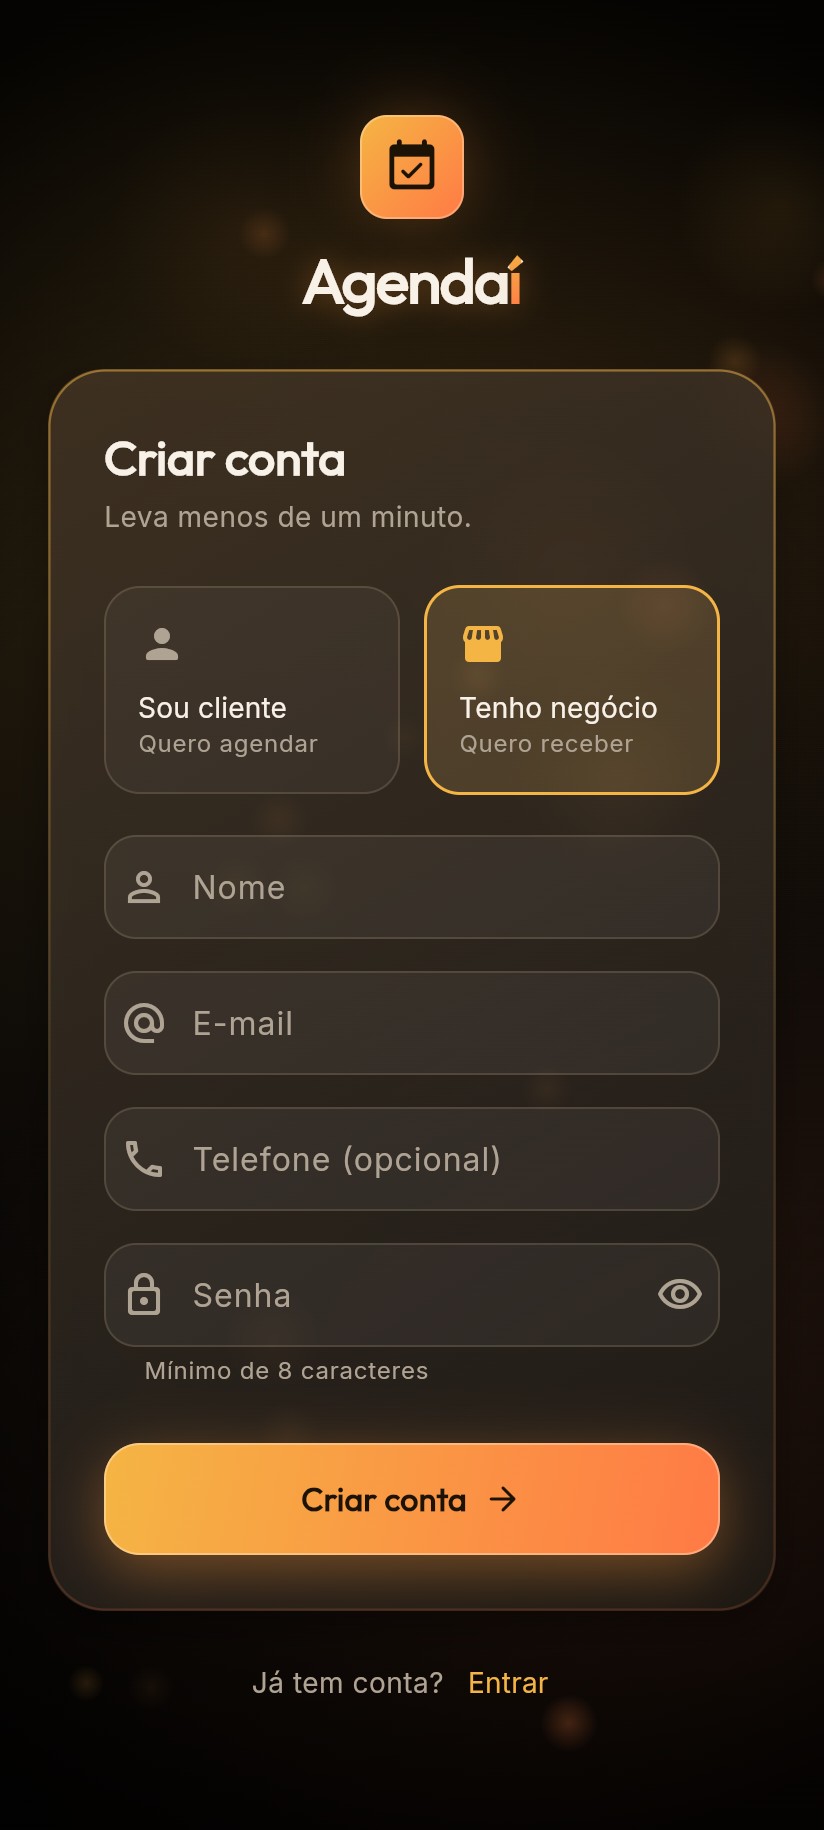 Agendaí
Criar conta
Leva menos de um minuto.
Sou cliente
Quero agendar
Tenho negócio
Quero receber
Nome
E-mail
Telefone (opcional)
Senha
Mínimo de 8 caracteres
Criar conta
Já tem conta? Entrar